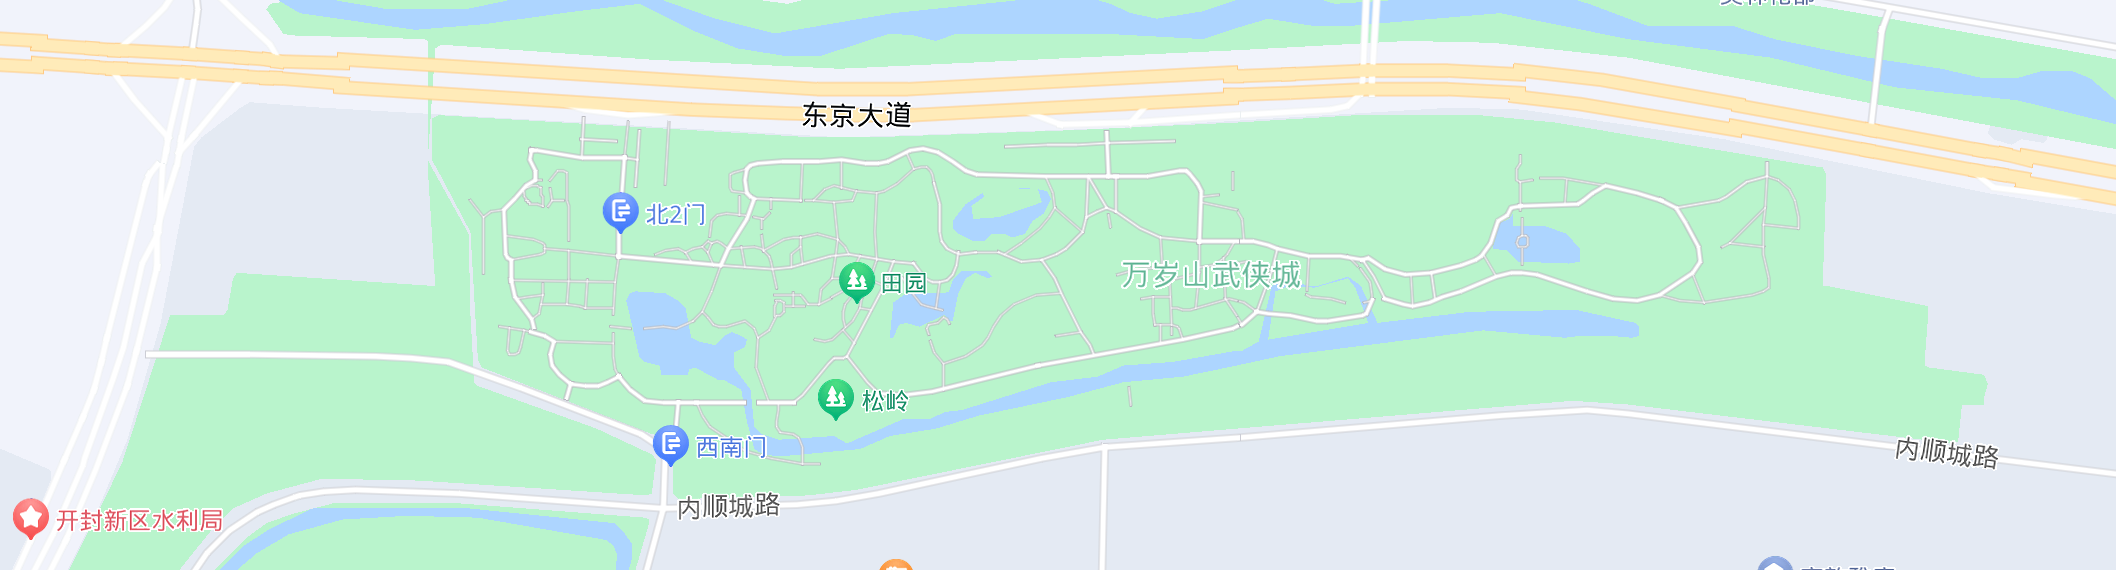 东京大道
北2门
万岁山武侠城
田园
松岭
西南门
内顺城路
内顺城路
开封新区水利局